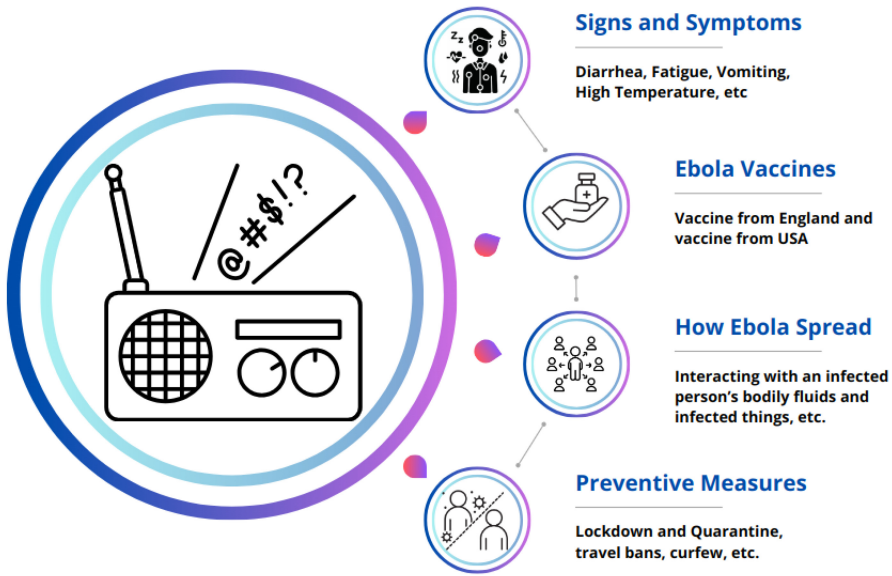 @#$!?
Signs and Symptoms
Diarrhea, Fatigue, Vomiting,
High Temperature, etc
Ebola Vaccines
Vaccine from England and
vaccine from USA
How Ebola Spread
Interacting with an infected
person’s bodily fluids and
infected things, etc.
Preventive Measures
Lockdown and Quarantine,
travel bans, curfew, etc.
zz